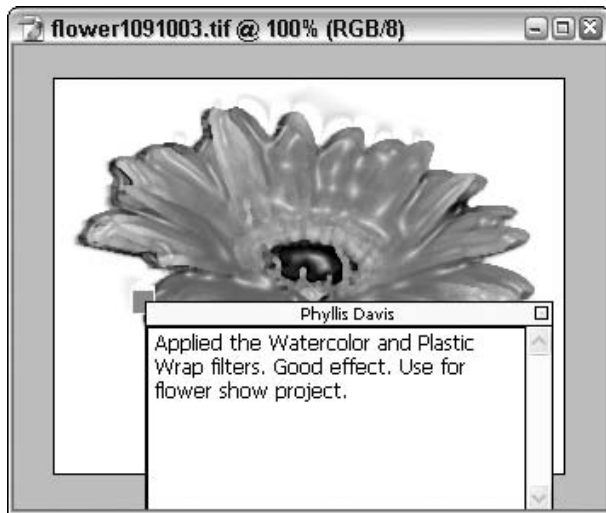 flower1091003.tif @ 100% (RGB/8)
Phyllis Davis
Applied the Watercolor and Plastic
Wrap filters. Good effect. Use for
flower show project.